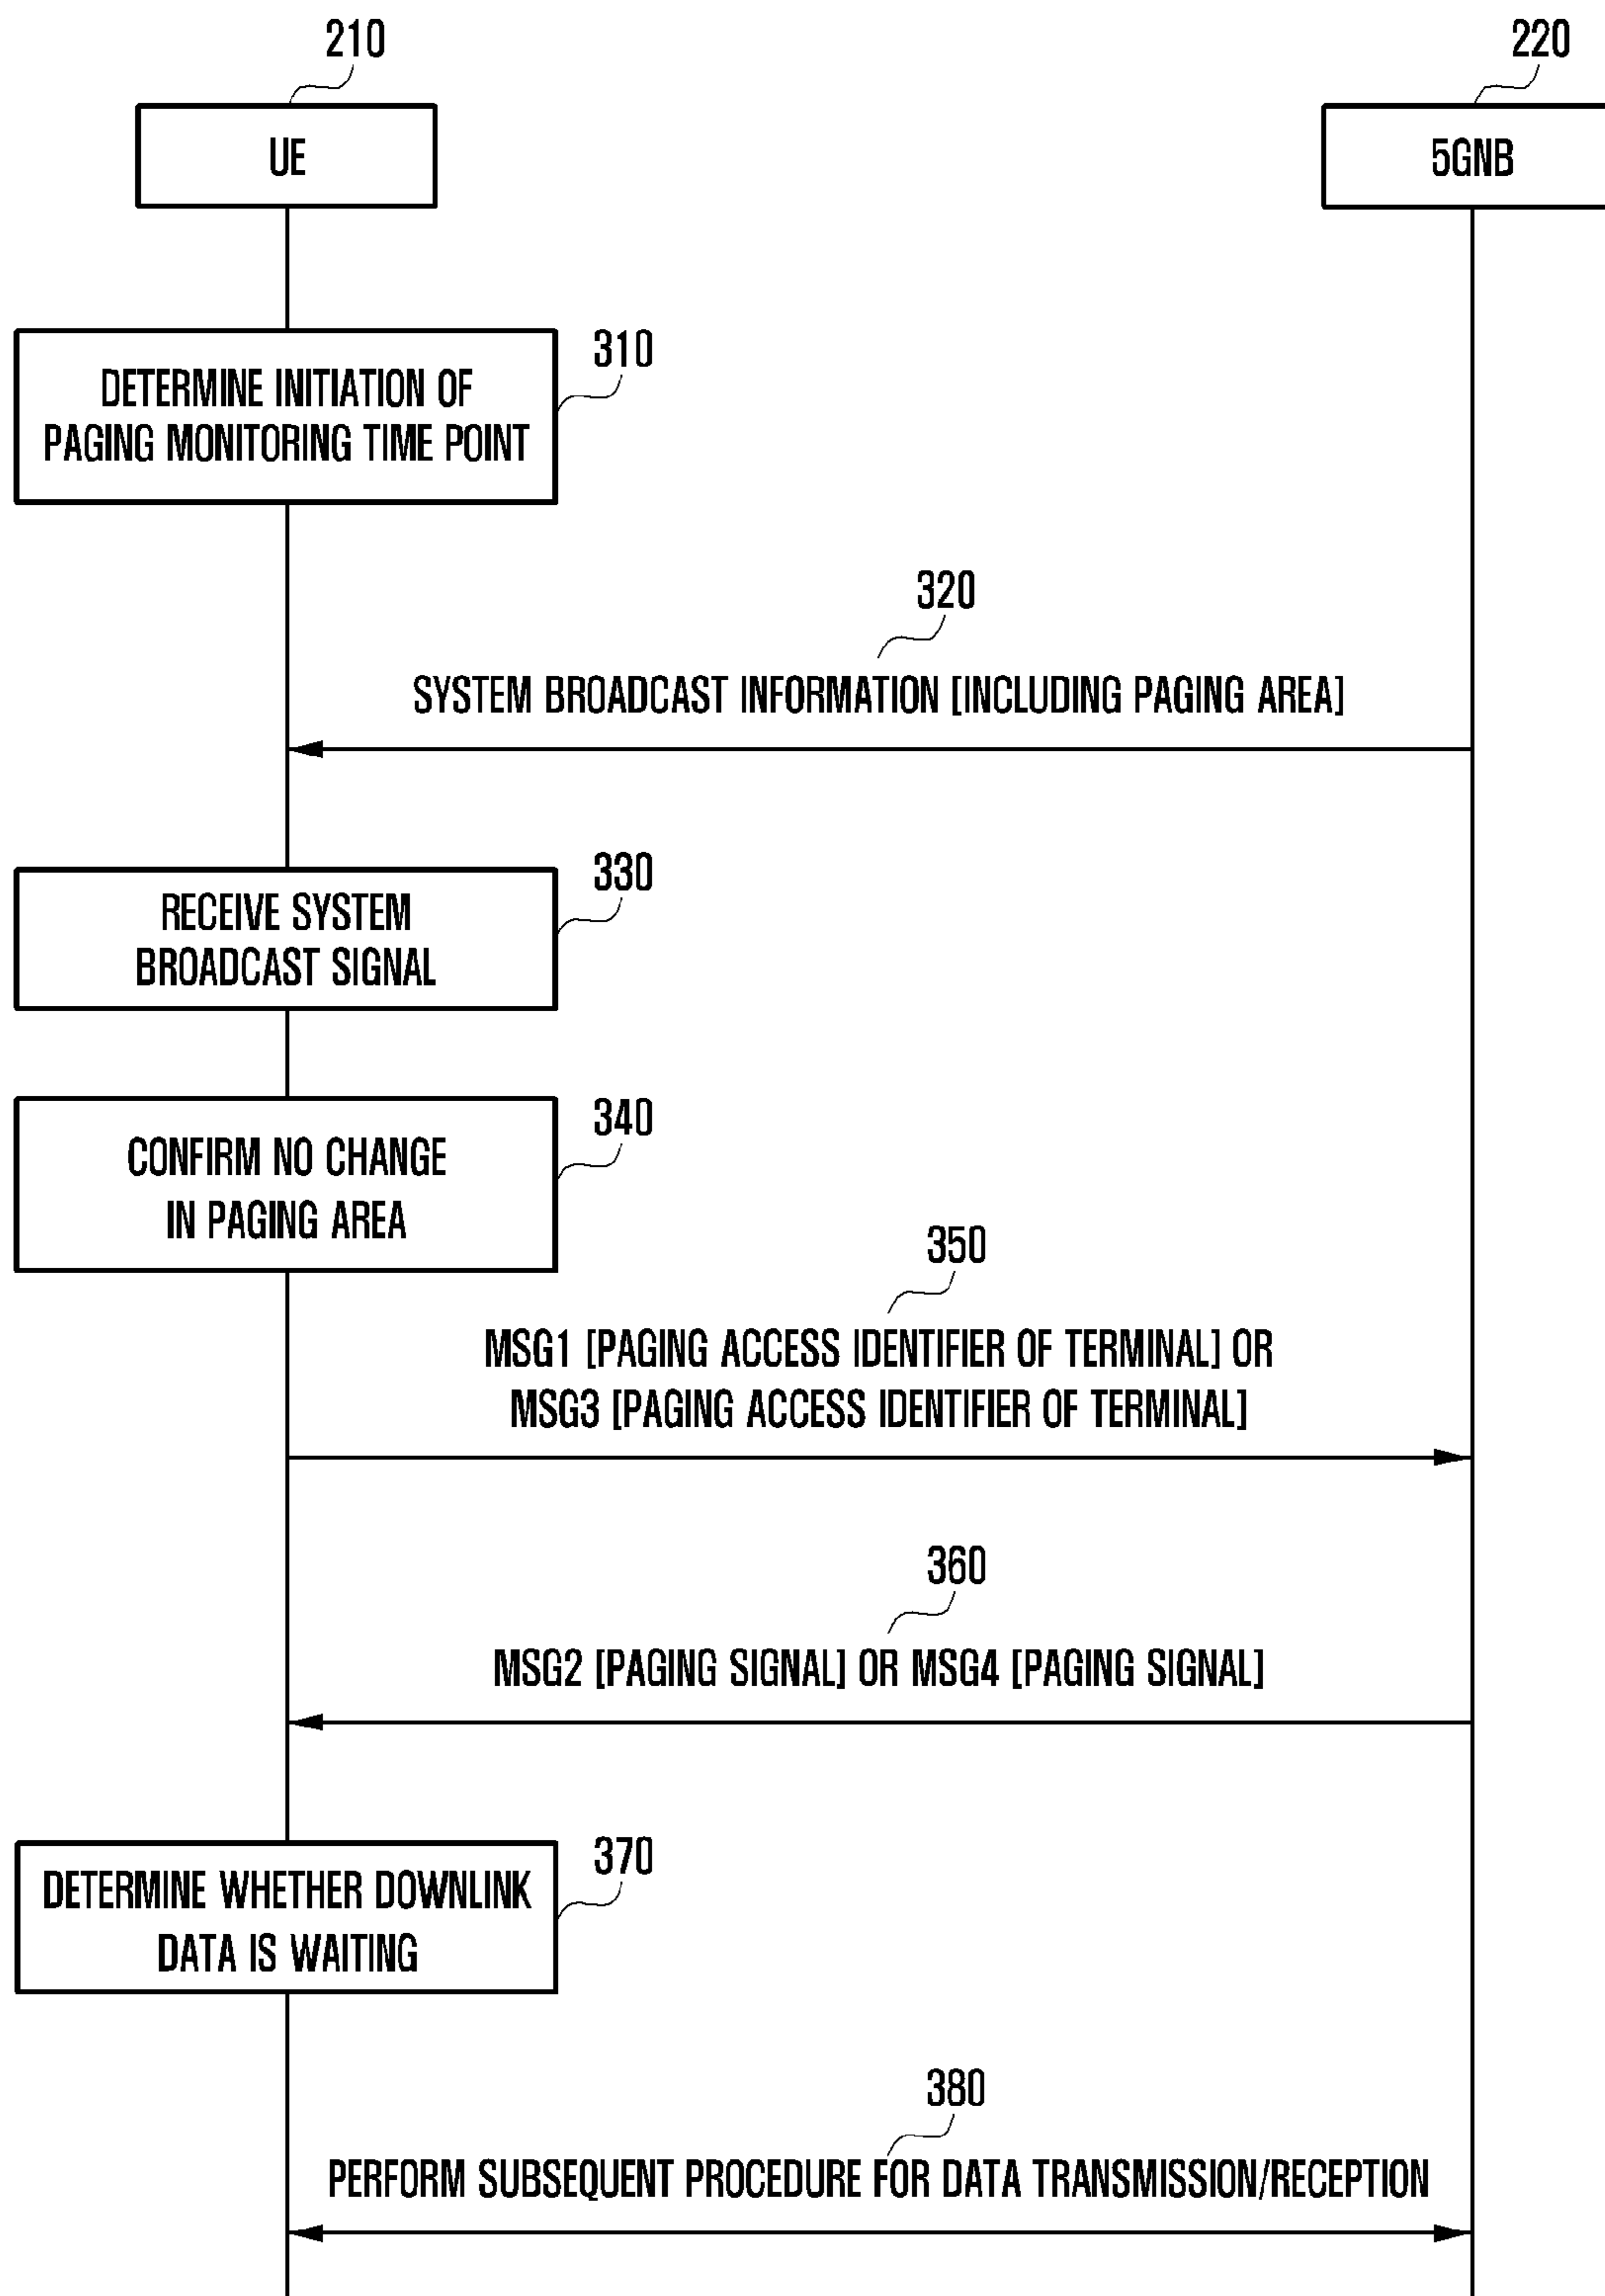 210
220
UE
5GNB
310
DETERMINE INITIATION OF
PAGING MONITORING TIME POINT
320
SYSTEM BROADCAST INFORMATION [INCLUDING PAGING AREA]
330
RECEIVE SYSTEM
BROADCAST SIGNAL
340
CONFIRM NO CHANGE
IN PAGING AREA
350
MSG1 [PAGING ACCESS IDENTIFIER OF TERMINAL] OR
MSG3 [PAGING ACCESS IDENTIFIER OF TERMINAL]
360
MSG2 [PAGING SIGNAL] OR MSG4 [PAGING SIGNAL]
370
DETERMINE WHETHER DOWNLINK
DATA IS WAITING
380
PERFORM SUBSEQUENT PROCEDURE FOR DATA TRANSMISSION/RECEPTION